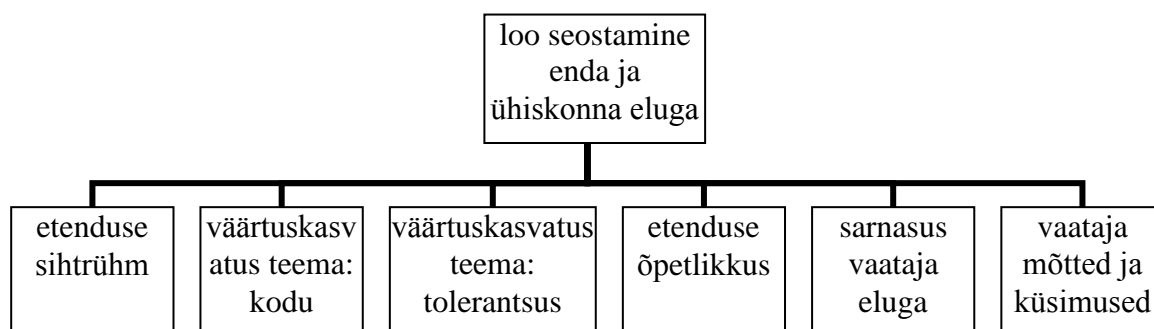 loo seostamine
enda ja
ühiskonna eluga
etenduse
sihtrühm
väärtuskasv
atus teema:
kodu
väärtuskasvatus
teema:
tolerantsus
etenduse
õpetlikkus
sarnasus
vaataja
eluga
vaataja
mõtted ja
küsimused